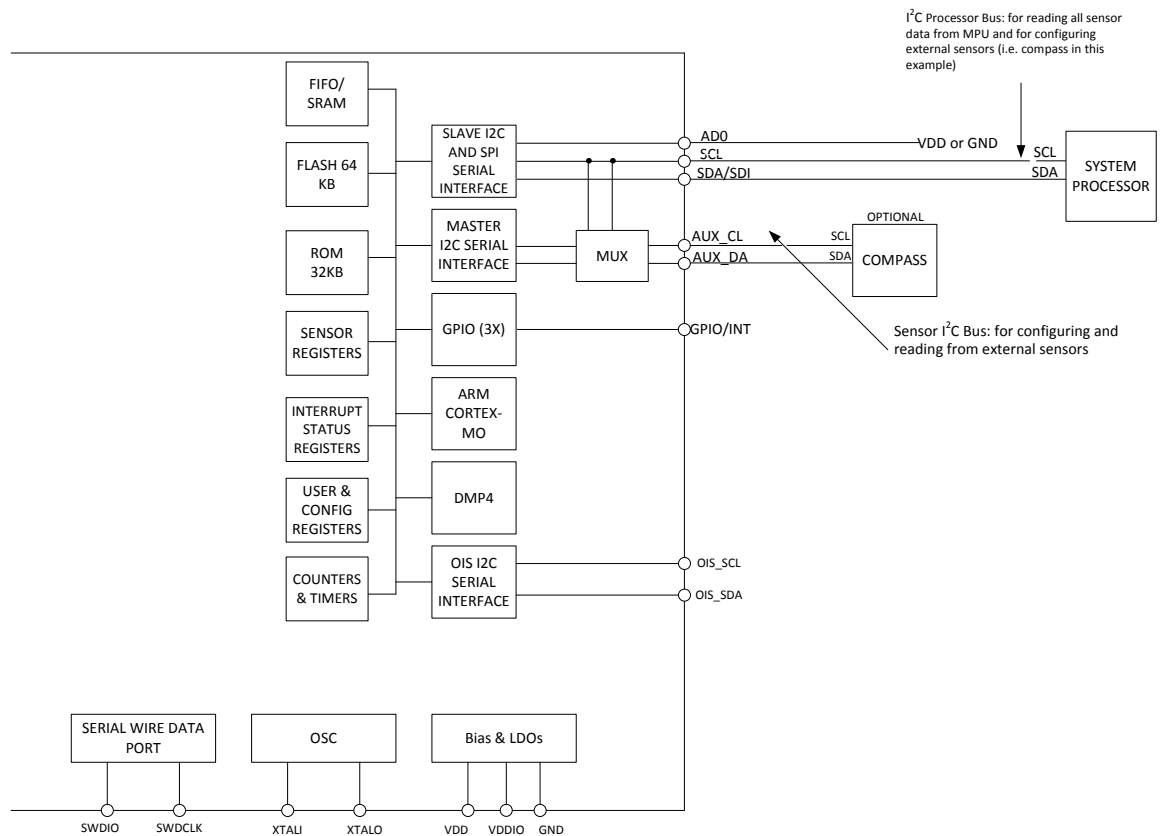 I2C Processor Bus: for reading all sensor
data from MPU and for configuring
external sensors (i.e. compass in this
example)
FIFO/
SRAM
SLAVE I2C
AND SPI
SERIAL
INTERFACE
AD0
VDD or GND
SCL
SCL
SDA/SDI
SDA
SYSTEM
PROCESSOR
FLASH 64
KB
MASTER
I2C SERIAL
INTERFACE
MUX
AUX_CL
AUX_DA
OPTIONAL
SCL
SDA
COMPASS
ROM
32KB
SENSOR
REGISTERS
GPIO (3X)
GPIO/INT
Sensor I2C Bus: for configuring and
reading from external sensors
INTERRUPT
STATUS
REGISTERS
ARM
CORTEX-
MO
USER &
CONFIG
REGISTERS
DMP4
COUNTERS
& TIMERS
OIS I2C
SERIAL
INTERFACE
OIS_SCL
OIS_SDA
SERIAL WIRE DATA
PORT
OSC
Bias & LDOs
SWDIO
SWDCLK
XTALI
XTALO
VDD
VDDIO
GND